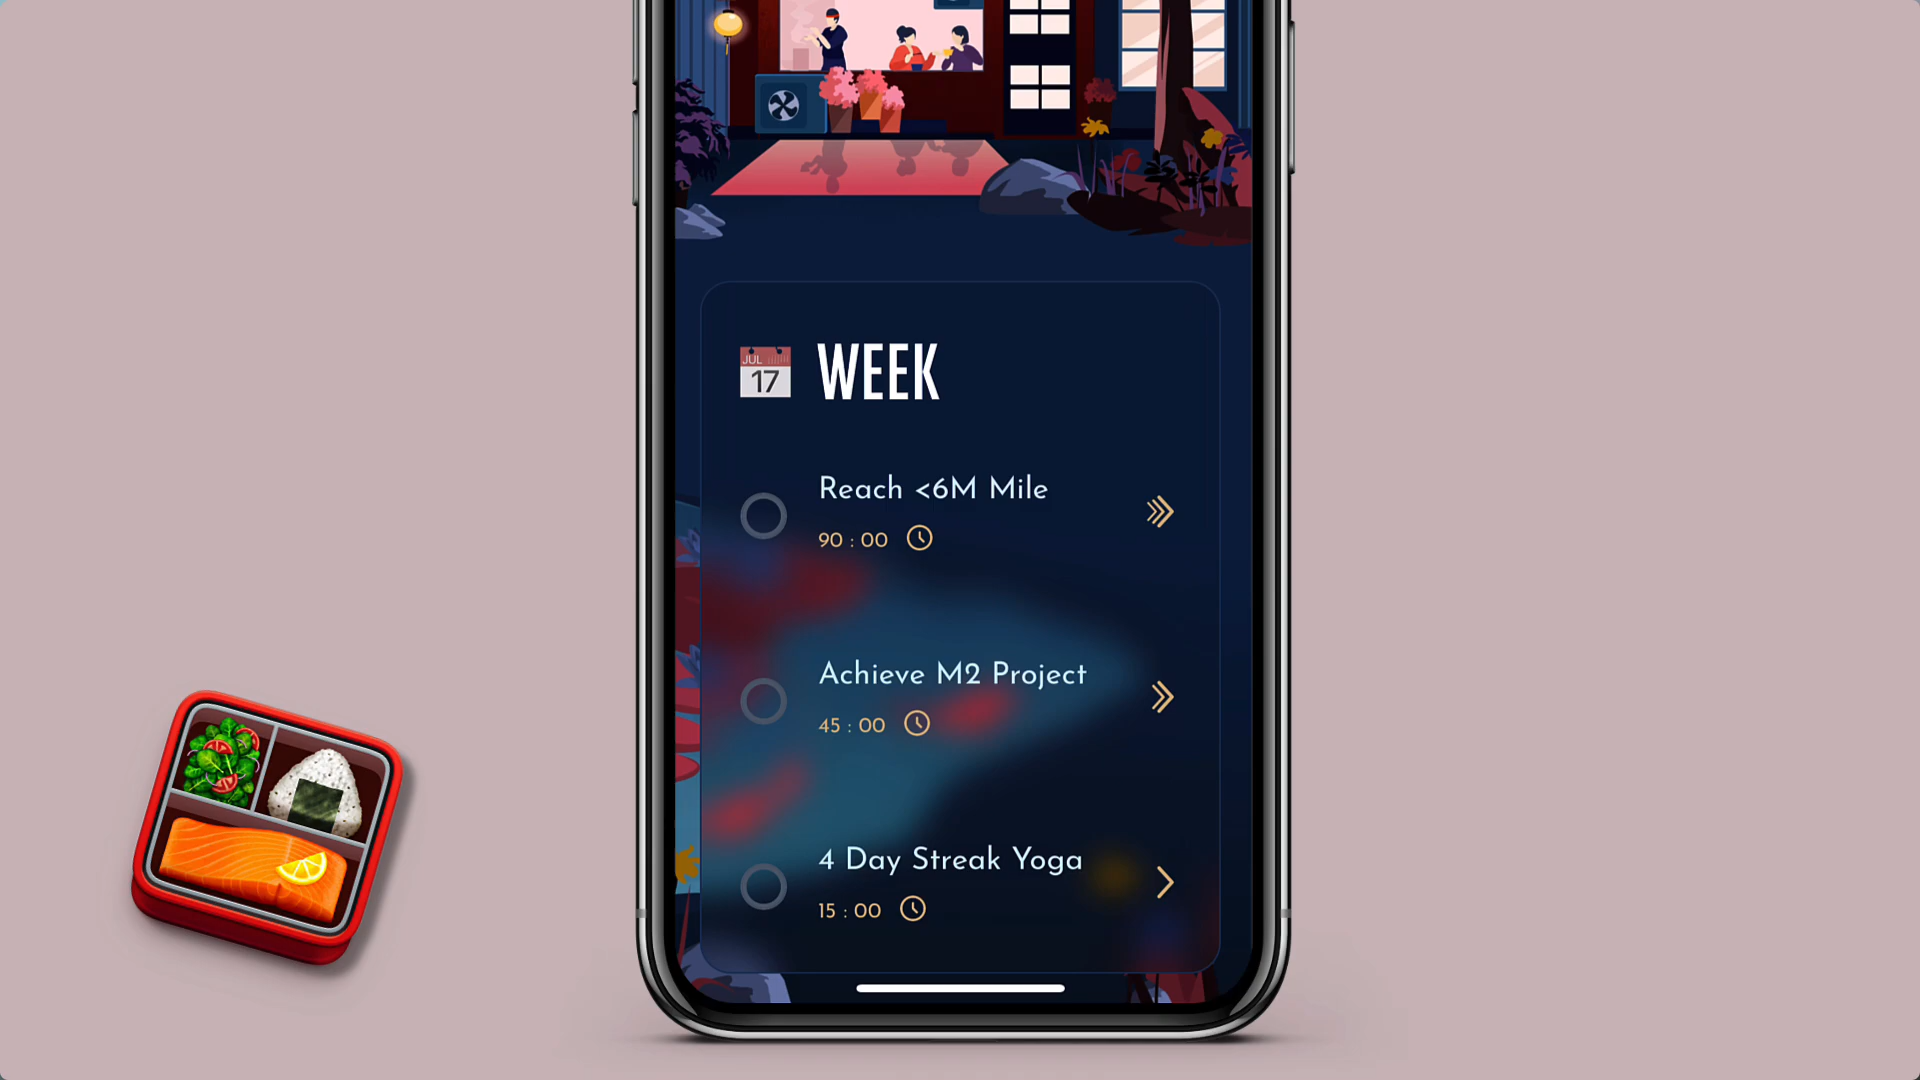 JUL
17
WEEK
Reach <6M Mile
90 : 00
Achieve M2 Project
45 : 00
4 Day Streak Yoga
15 : 00